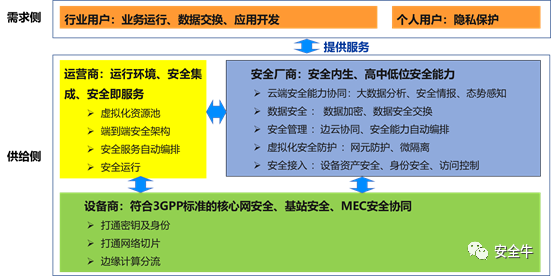 需求侧
行业用户：业务运行、数据交换、应用开发
个人用户：隐私保护
提供服务
供给侧
运营商：运行环境、安全集
成、安全即服务
➢ 虚拟化资源池
➢ 端到端安全架构
➢ 安全服务自动编排
➢ 安全运行
安全厂商：安全内生、高中低位安全能力
➢ 云端安全能力协同：大数据分析、安全情报、态势感知
➢ 数据安全 ：数据加密、数据安全交换
➢ 安全管理 ：边云协同、安全能力自动编排
➢ 虚拟化安全防护 ：网元防护、微隔离
➢ 安全接入 ：设备资产安全、身份安全、访问控制
设备商：符合3GPP标准的核心网安全、基站安全、MEC安全协同
➢ 打通密钥及身份
➢ 打通网络切片
➢ 边缘计算分流
安全牛